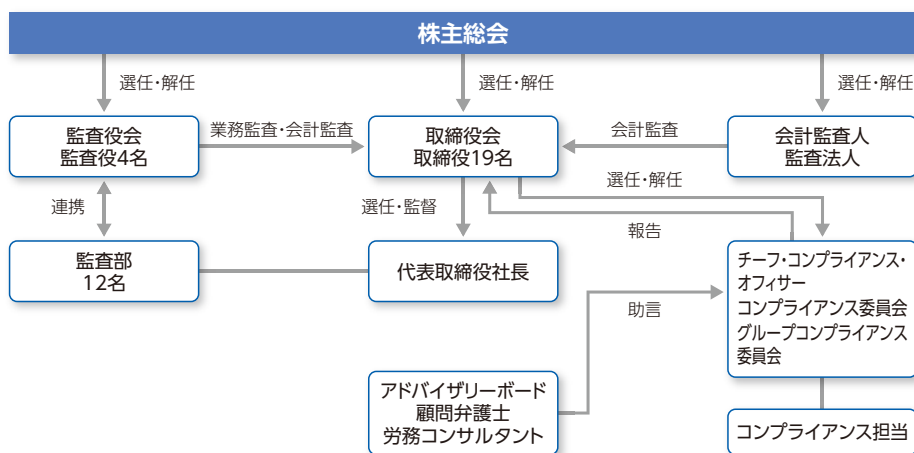 株主総会
選任・解任
選任・解任
選任・解任
監査役会
監査役4名
業務監査・会計監査
取締役会
取締役19名
会計監査
会計監査人
監査法人
連携
選任・監督
選任・解任
報告
監査部
12名
代表取締役社長
チーフ・コンプライアンス・
オフィサー
コンプライアンス委員会
グループコンプライアンス
委員会
助言
アドバイザリーボード
顧問弁護士
労務コンサルタント
コンプライアンス担当